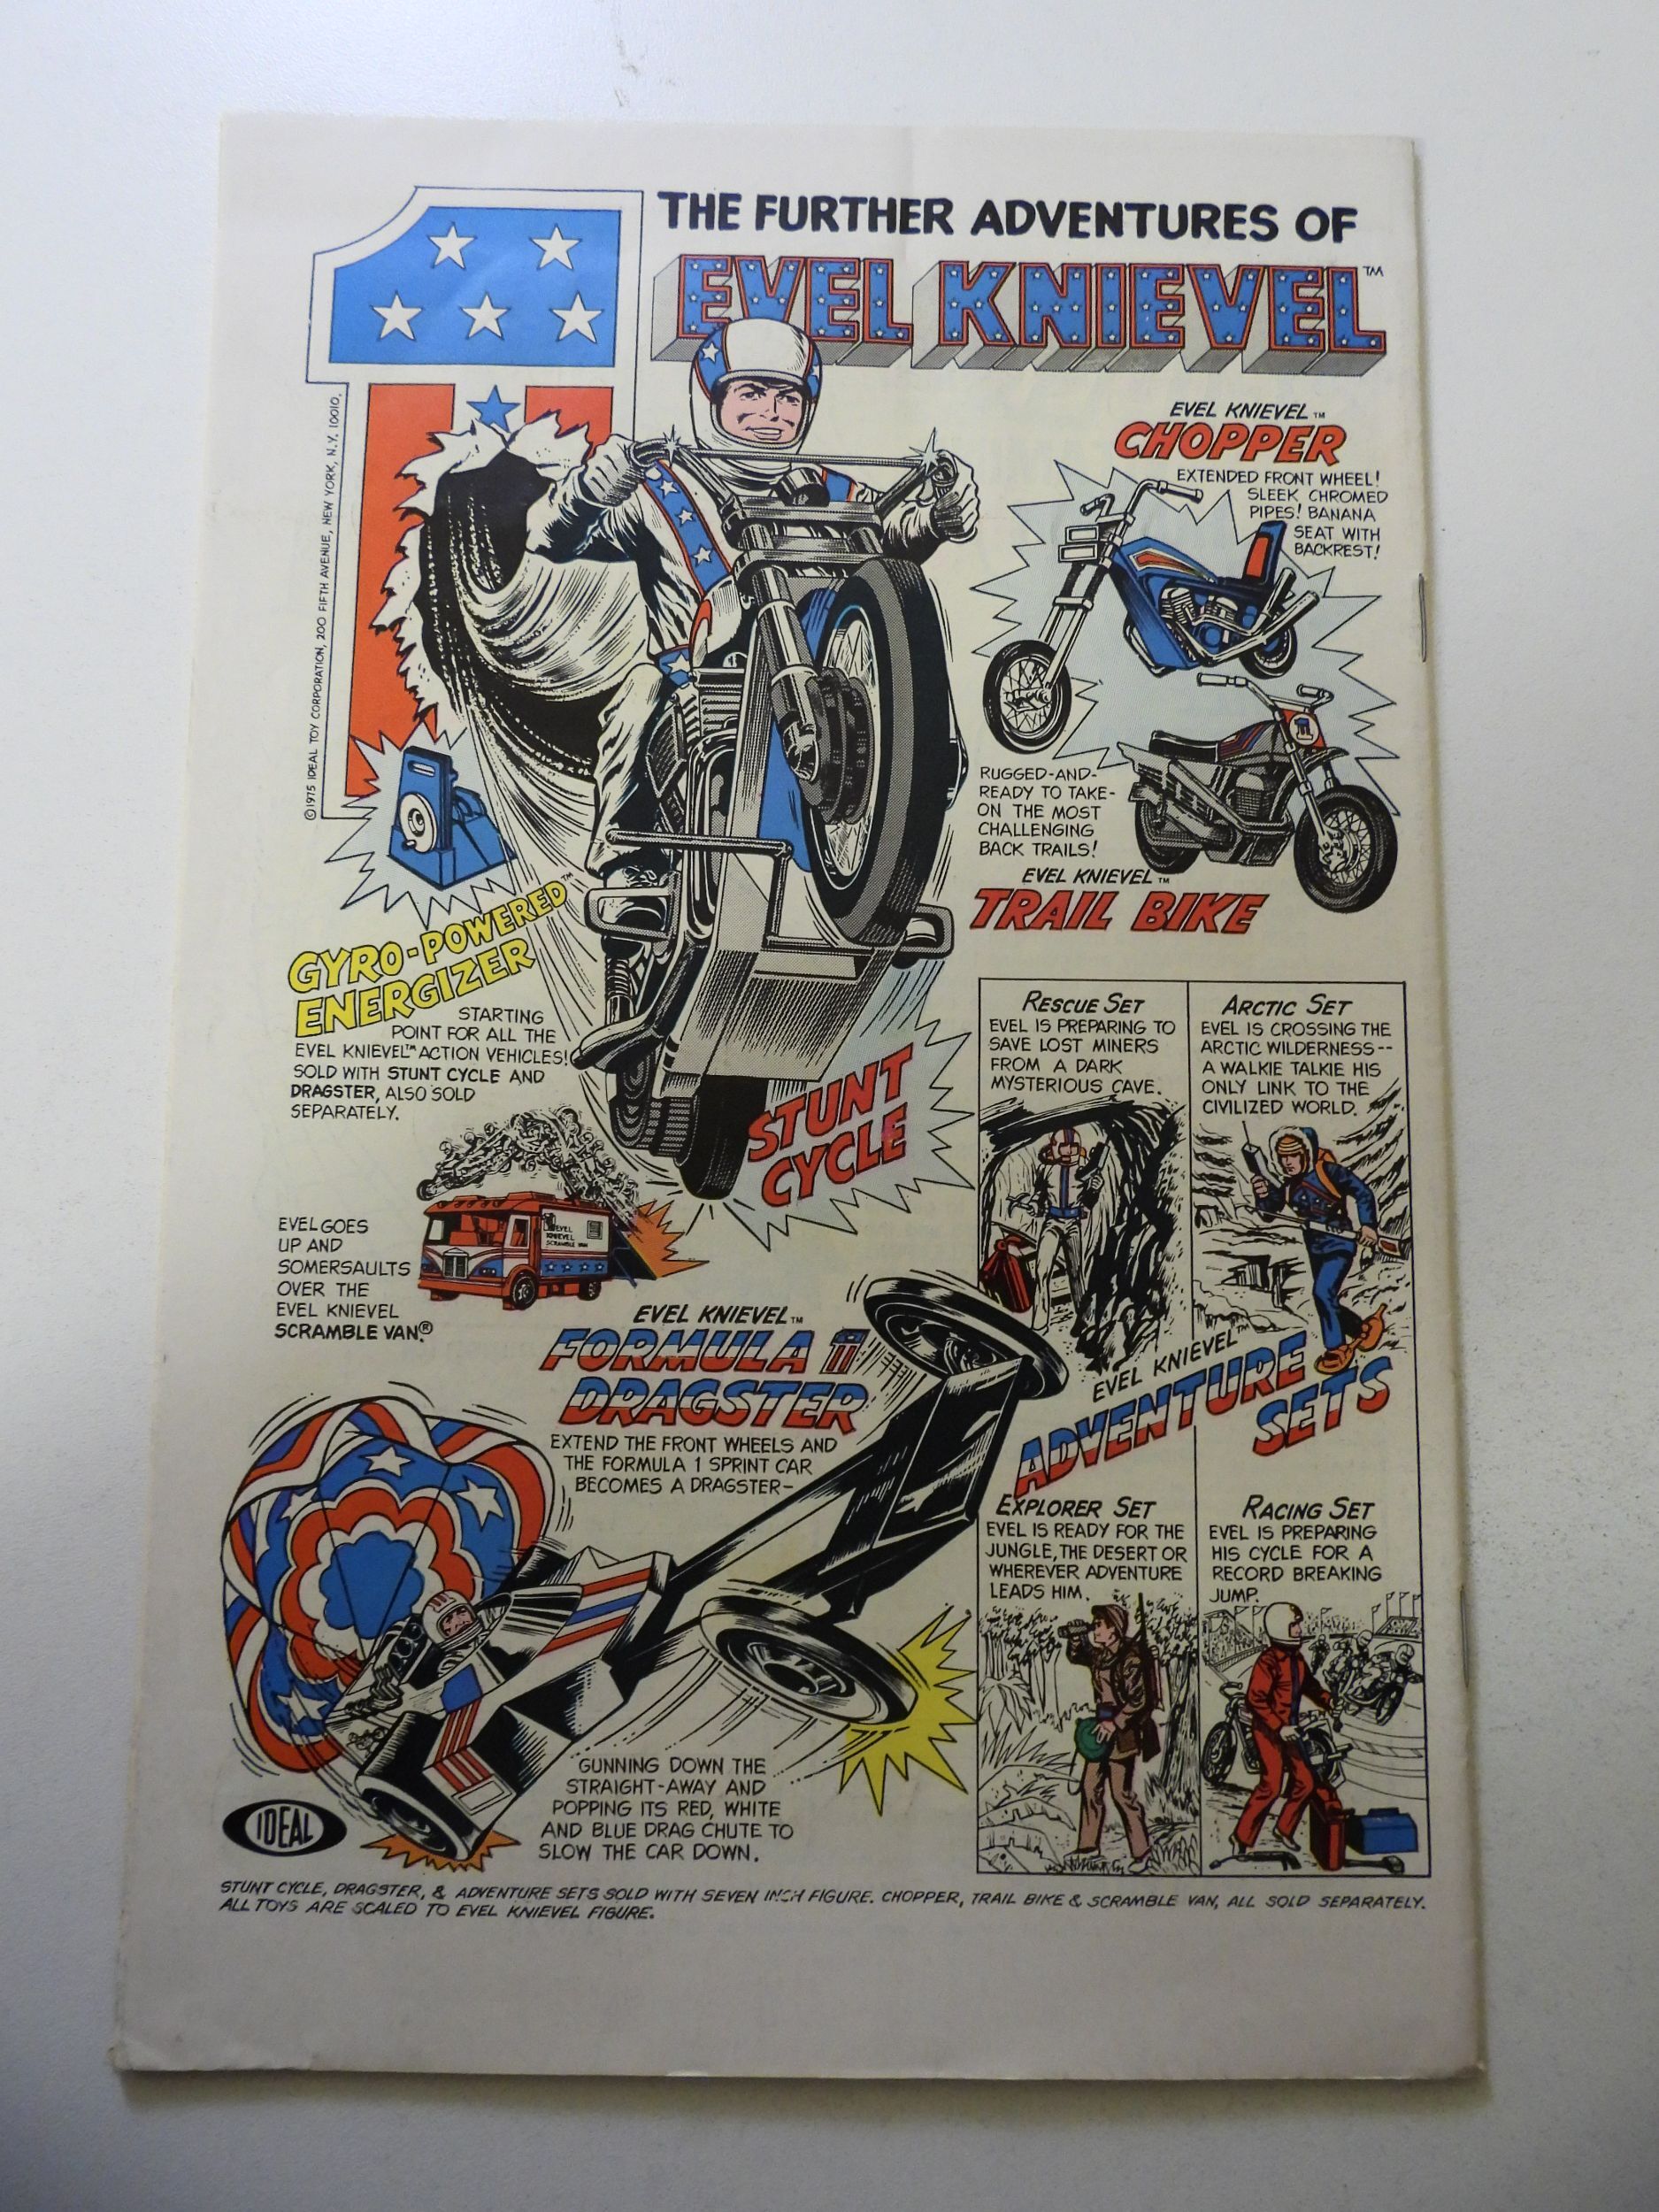 THE FURTHER ADVENTURES OF
EVEL KNIEVEL™
©1975 IDEAL TOY CORPORATION, 200 FIFTH AVENUE, NEW YORK, N.Y. 10010.
EVEL KNIEVEL™
CHOPPER
EXTENDED FRONT WHEEL!
SLEEK CHROMED
PIPES! BANANA
SEAT WITH
BACKREST!
1
RUGGED-AND-
READY TO TAKE-
ON THE MOST
CHALLENGING
BACK TRAILS!
EVEL KNIEVEL™
TRAIL BIKE
GYRO-POWERED™
ENERGIZER
STARTING
POINT FOR ALL THE
EVEL KNIEVEL™ ACTION VEHICLES!
SOLD WITH STUNT CYCLE AND
DRAGSTER, ALSO SOLD
SEPARATELY.
STUNT
CYCLE
EVEL GOES
UP AND
SOMERSAULTS
OVER THE
EVEL KNIEVEL
SCRAMBLE VAN.®
EVEL
KNIEVEL
SCRAMBLE VAN
EVEL KNIEVEL™
FORMULA 1
DRAGSTER
EXTEND THE FRONT WHEELS AND
THE FORMULA 1 SPRINT CAR
BECOMES A DRAGSTER-
GUNNING DOWN THE
STRAIGHT-AWAY AND
POPPING ITS RED, WHITE
AND BLUE DRAG CHUTE TO
SLOW THE CAR DOWN.
RESCUE SET
EVEL IS PREPARING TO
SAVE LOST MINERS
FROM A DARK
MYSTERIOUS CAVE.
ARCTIC SET
EVEL IS CROSSING THE
ARCTIC WILDERNESS--
A WALKIE TALKIE HIS
ONLY LINK TO THE
CIVILIZED WORLD.
EVEL KNIEVEL™
ADVENTURE
SETS
EXPLORER SET
EVEL IS READY FOR THE
JUNGLE, THE DESERT OR
WHEREVER ADVENTURE
LEADS HIM.
RACING SET
EVEL IS PREPARING
HIS CYCLE FOR A
RECORD BREAKING
JUMP.
IDEAL
STUNT CYCLE, DRAGSTER, & ADVENTURE SETS SOLD WITH SEVEN INCH FIGURE. CHOPPER, TRAIL BIKE & SCRAMBLE VAN, ALL SOLD SEPARATELY.
ALL TOYS ARE SCALED TO EVEL KNIEVEL FIGURE.